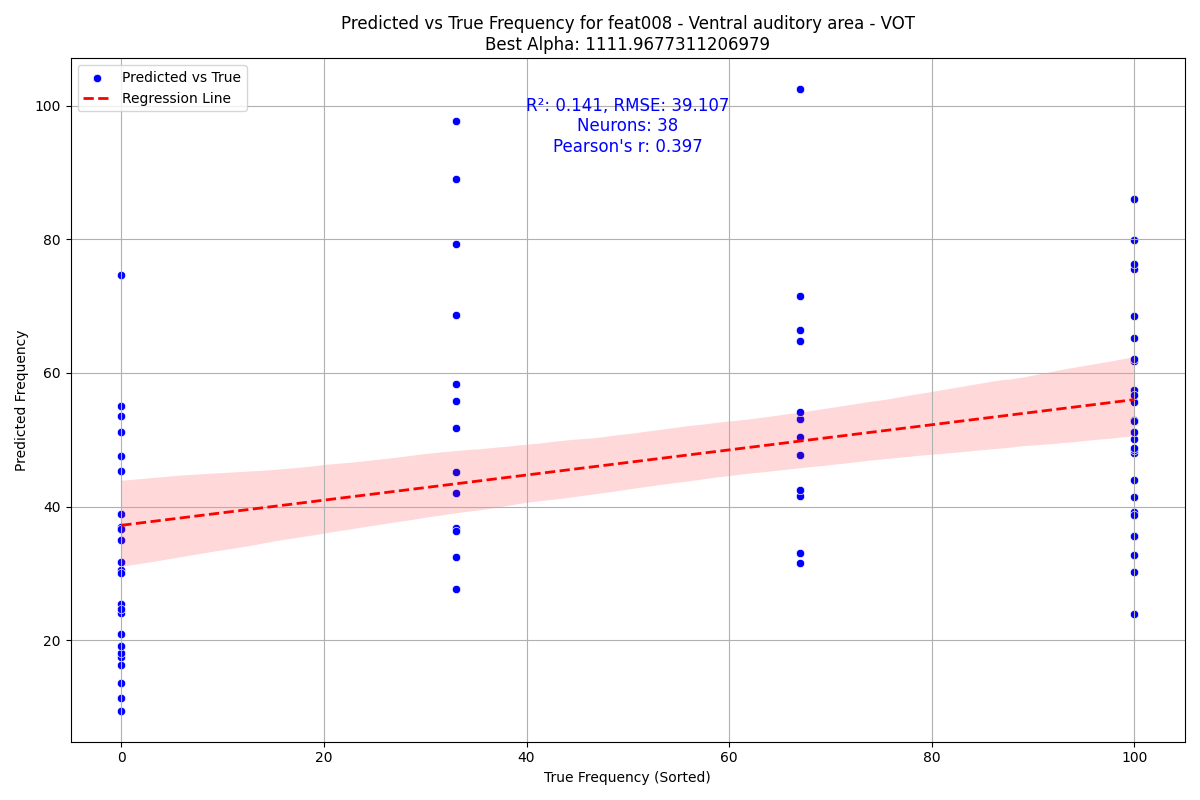 Predicted vs True Frequency for feat008 - Ventral auditory area - VOT
Best Alpha: 1111.9677311206979
Predicted vs True
Regression Line
R²: 0.141, RMSE: 39.107
Neurons: 38
Pearson's r: 0.397
Predicted Frequency
100
80
60
40
20
0 20 40 60 80 100
True Frequency (Sorted)